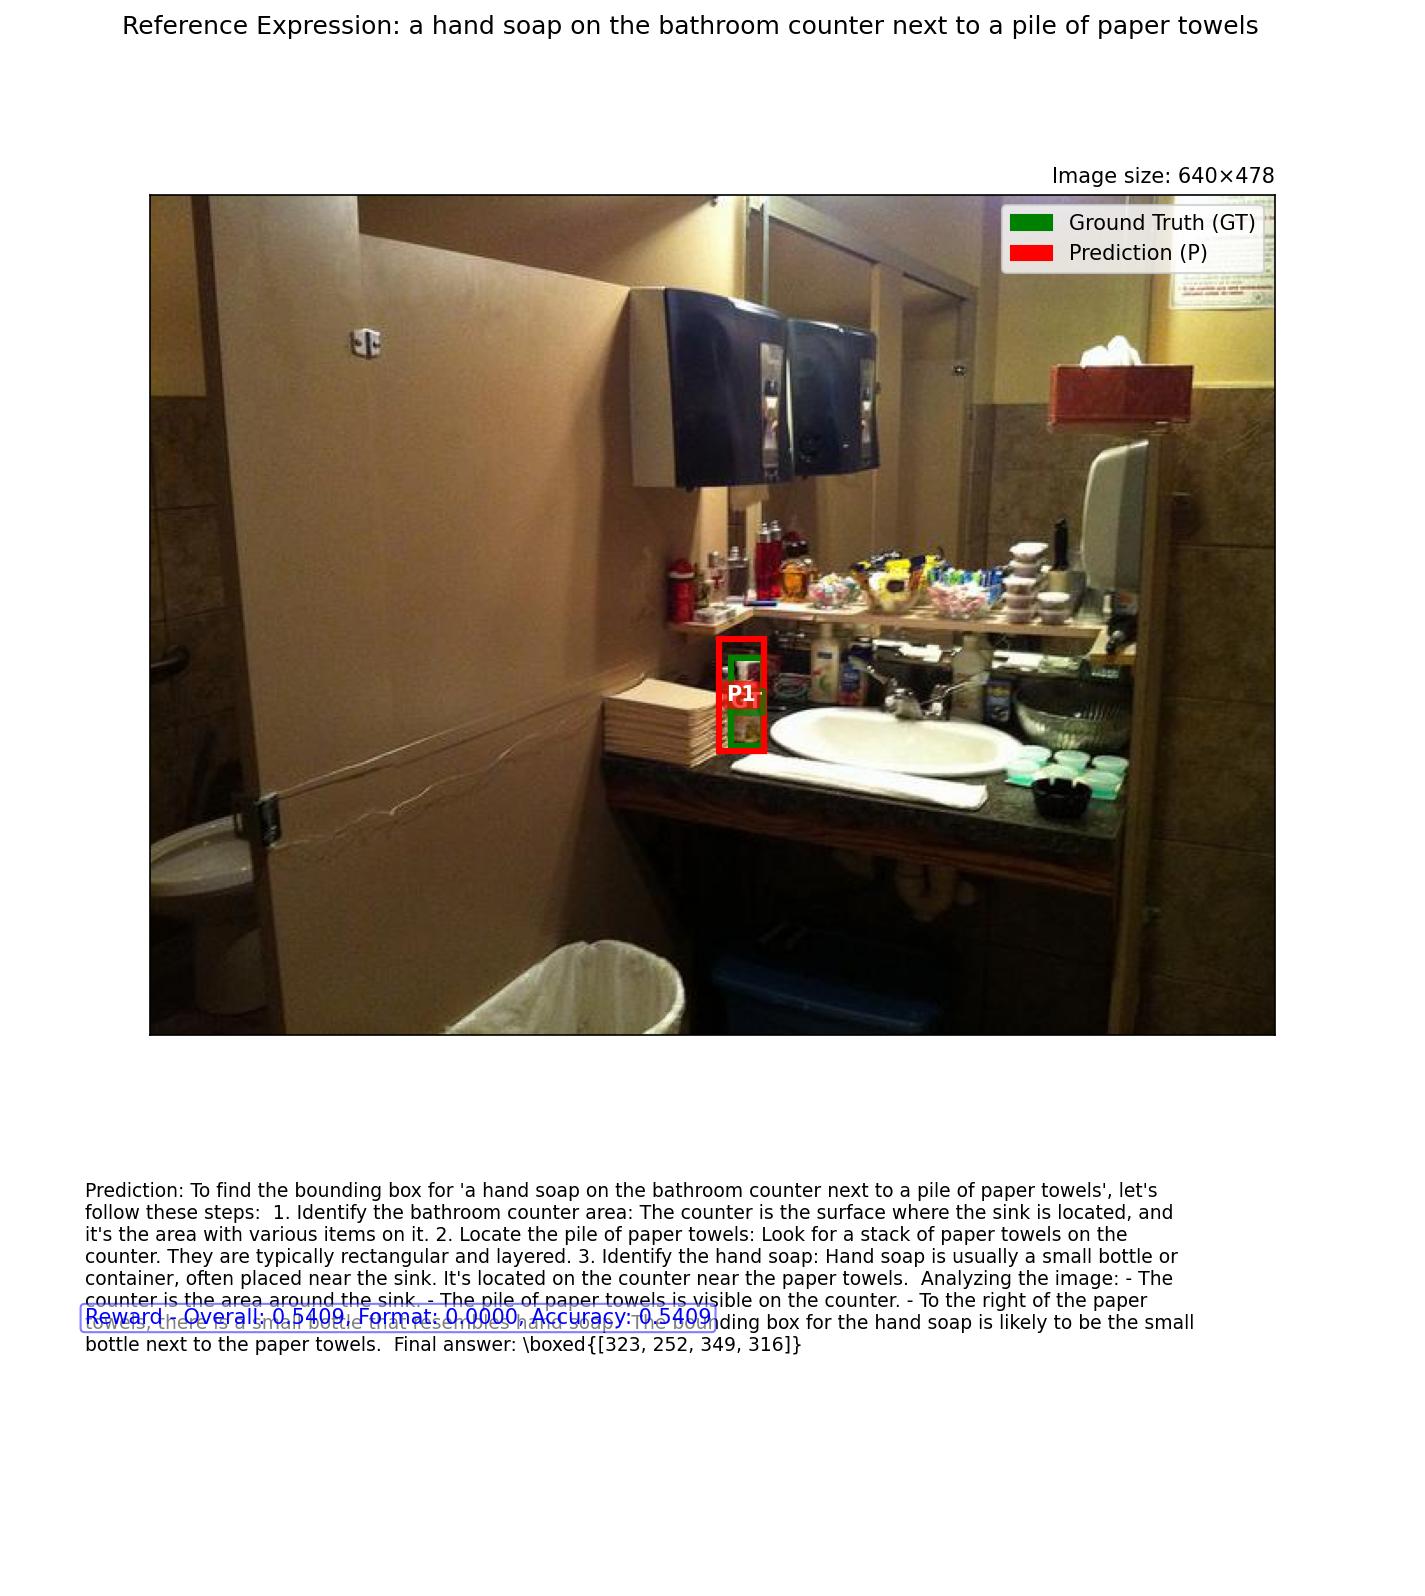 Reference Expression: a hand soap on the bathroom counter next to a pile of paper towels
Image size: 640×478
Ground Truth (GT)
Prediction (P)
P1
GT
Prediction: To find the bounding box for 'a hand soap on the bathroom counter next to a pile of paper towels', let's
follow these steps:  1. Identify the bathroom counter area: The counter is the surface where the sink is located, and
it's the area with various items on it. 2. Locate the pile of paper towels: Look for a stack of paper towels on the
counter. They are typically rectangular and layered. 3. Identify the hand soap: Hand soap is usually a small bottle or
container, often placed near the sink. It's located on the counter near the paper towels.  Analyzing the image: - The
counter is the area around the sink. - The pile of paper towels is visible on the counter. - To the right of the paper
Reward - Overall: 0.5409, Format: 0.0000, Accuracy: 0.5409
towels, there is a small bottle that resembles hand soap.  The bounding box for the hand soap is likely to be the small
bottle next to the paper towels.  Final answer: \boxed{[323, 252, 349, 316]}